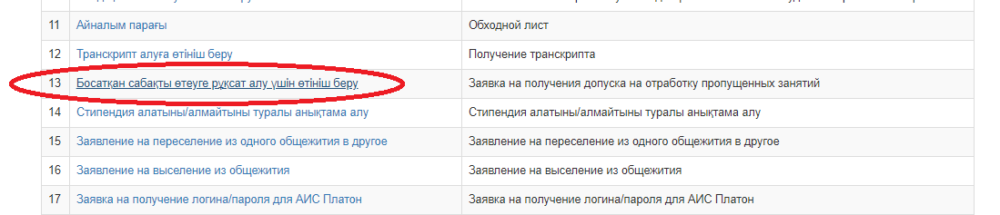 11 Айналым парағы Обходной лист
12 Транскрипт алуға өтініш беру Получение транскрипта
13 Босатқан сабақты өтеуге рұқсат алу үшін өтініш беру Заявка на получения допуска на отработку пропущенных занятий
14 Стипендия алатыны/алмайтыны туралы анықтама алу Стипендия алатыны/алмайтыны туралы анықтама алу
15 Заявление на переселение из одного общежития в другое Заявление на переселение из одного общежития в другое
16 Заявление на выселение из общежития Заявление на выселение из общежития
17 Заявка на получение логина/пароля для АИС Платон Заявка на получение логина/пароля для АИС Платон